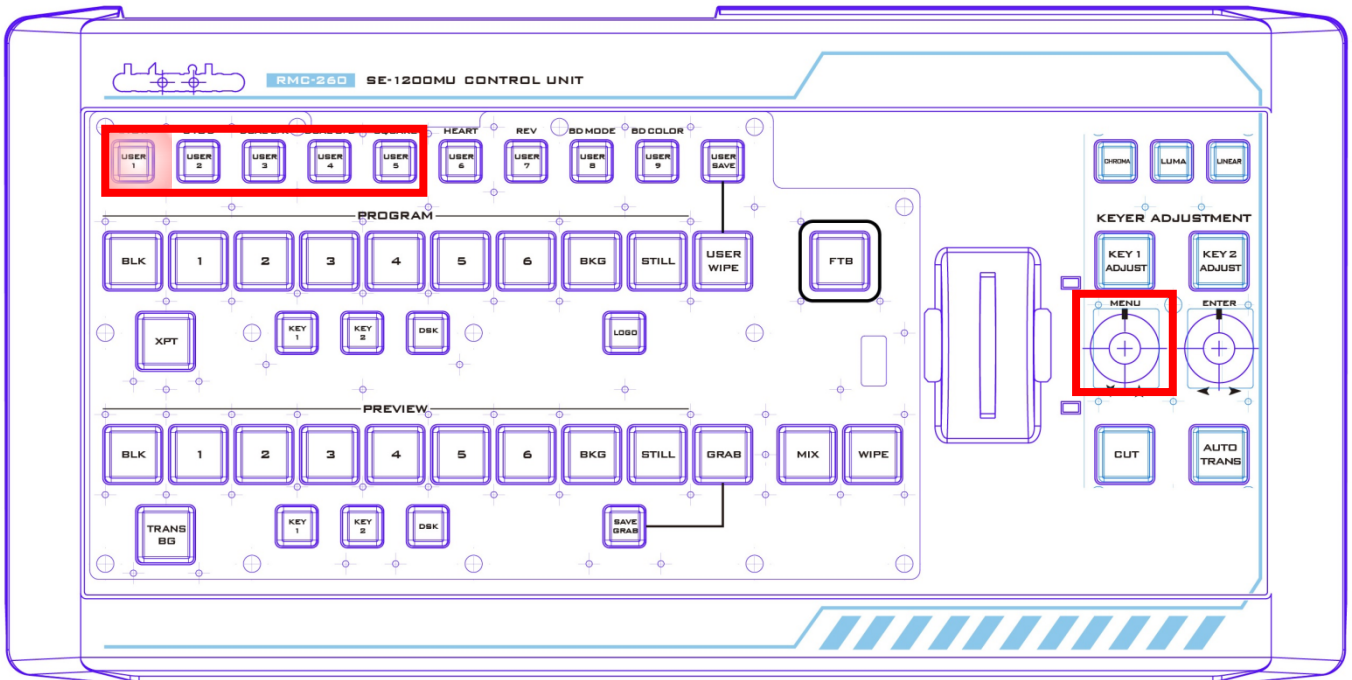 RMC-260 SE-1200MU CONTROL UNIT
HEART REV BD MODE BD COLOR
USER 1 USER 2 USER 3 USER 4 USER 5 USER 6 USER 7 USER 8 USER 9 USER SAVE
CHROMA LUMA LINEAR
PROGRAM
KEYER ADJUSTMENT
BLK 1 2 3 4 5 6 BKG STILL USER WIPE FTB
KEY 1 ADJUST KEY 2 ADJUST
MENU ENTER
XPT KEY 1 KEY 2 DSK LOGO
PREVIEW
BLK 1 2 3 4 5 6 BKG STILL GRAB MIX WIPE
CUT AUTO TRANS
TRANS BG KEY 1 KEY 2 DSK SAVE GRAB